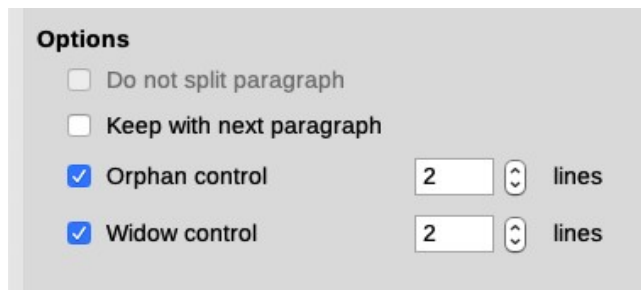 Options
Do not split paragraph
Keep with next paragraph
Orphan control 2 lines
Widow control 2 lines